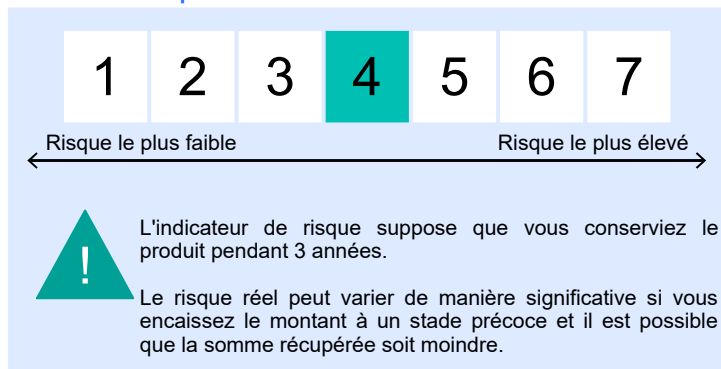 1 2 3 4 5 6 7
Risque le plus faible Risque le plus élevé
!
L'indicateur de risque suppose que vous conserviez le
produit pendant 3 années.
Le risque réel peut varier de manière significative si vous
encaissez le montant à un stade précoce et il est possible
que la somme récupérée soit moindre.